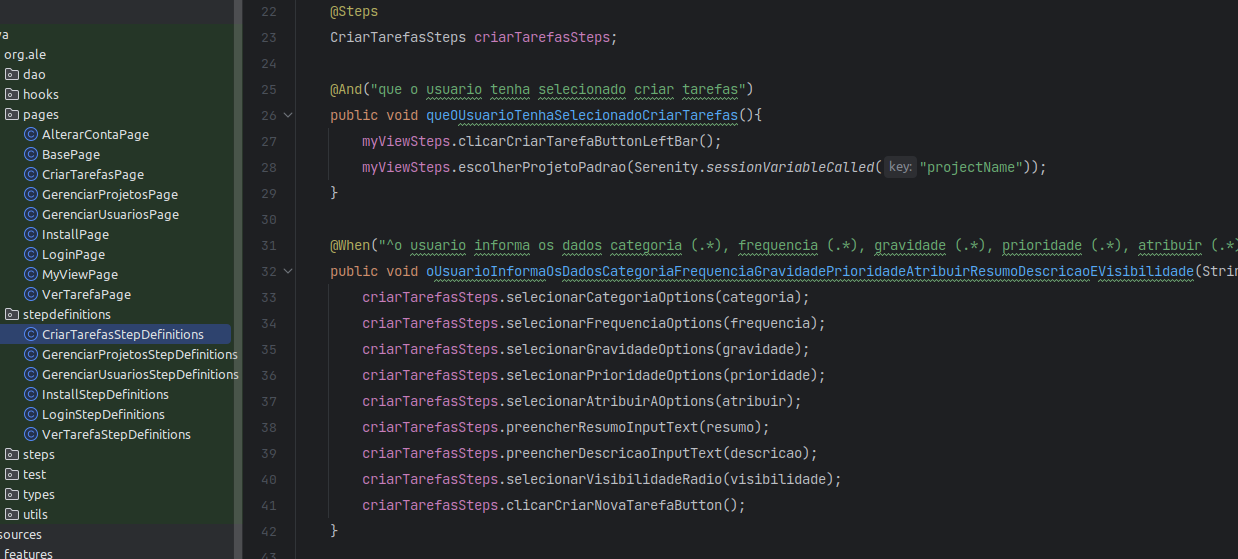 va
org.ale
dao
hooks
pages
AlterarContaPage
BasePage
CriarTarefasPage
GerenciarProjetosPage
GerenciarUsuariosPage
InstallPage
LoginPage
MyViewPage
VerTarefaPage
stepdefinitions
CriarTarefasStepDefinitions
GerenciarProjetosStepDefinitions
GerenciarUsuariosStepDefinitions
InstallStepDefinitions
LoginStepDefinitions
VerTarefaStepDefinitions
steps
test
types
utils
sources
features
22 @Steps
23 CriarTarefasSteps criarTarefasSteps;
24
25 @And("que o usuario tenha selecionado criar tarefas")
26 public void queOUsuarioTenhaSelecionadoCriarTarefas(){
27 myViewSteps.clicarCriarTarefaButtonLeftBar();
28 myViewSteps.escolherProjetoPadrao(Serenity.sessionVariableCalled( key: "projectName"));
29 }
30
31 @When("^o usuario informa os dados categoria (.*), frequencia (.*), gravidade (.*), prioridade (.*), atribuir (.*
32 public void oUsuarioInformaOsDadosCategoriaFrequenciaGravidadePrioridadeAtribuirResumoDescricaoEVisibilidade(Strin
33 criarTarefasSteps.selecionarCategoriaOptions(categoria);
34 criarTarefasSteps.selecionarFrequenciaOptions(frequencia);
35 criarTarefasSteps.selecionarGravidadeOptions(gravidade);
36 criarTarefasSteps.selecionarPrioridadeOptions(prioridade);
37 criarTarefasSteps.selecionarAtribuirAOptions(atribuir);
38 criarTarefasSteps.preencherResumoInputText(resumo);
39 criarTarefasSteps.preencherDescricaoInputText(descricao);
40 criarTarefasSteps.selecionarVisibilidadeRadio(visibilidade);
41 criarTarefasSteps.clicarCriarNovaTarefaButton();
42 }
43